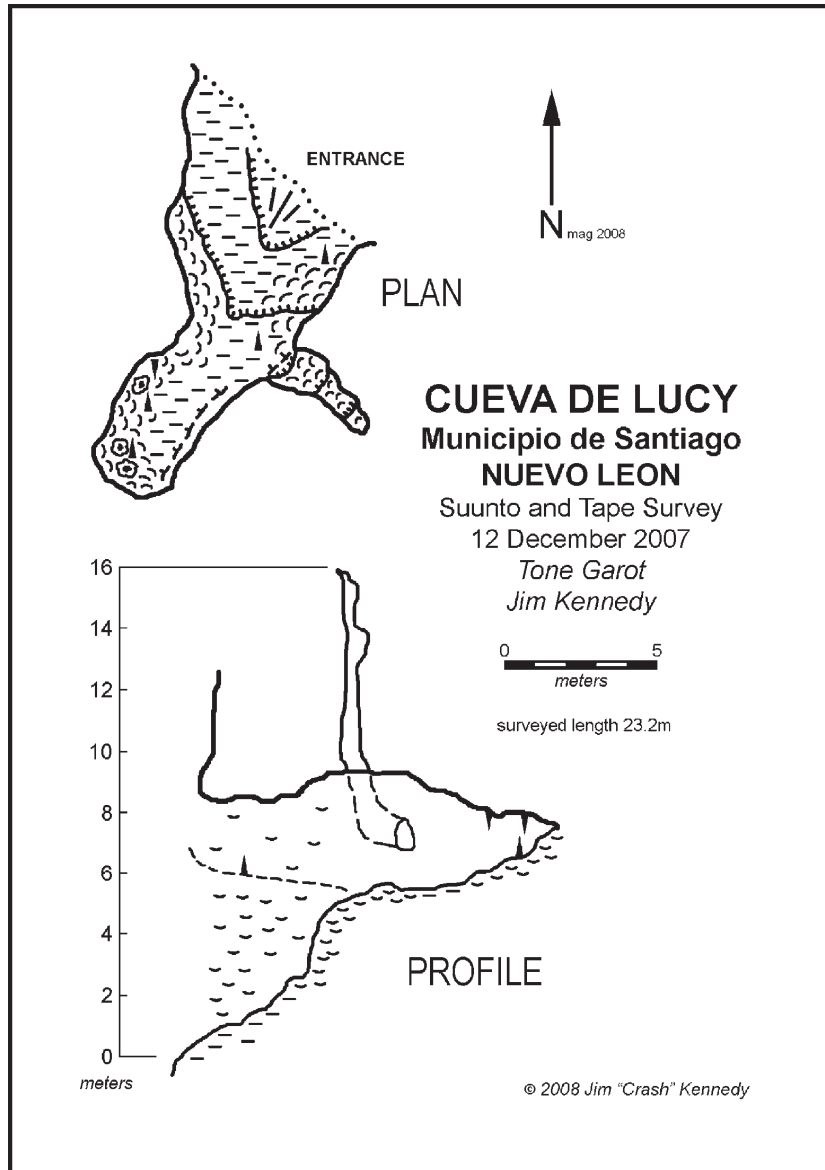 ENTRANCE
N mag 2008
PLAN
CUEVA DE LUCY
Municipio de Santiago
NUEVO LEON
Suunto and Tape Survey
12 December 2007
Tone Garot
Jim Kennedy
0 5
meters
surveyed length 23.2m
16
14
12
10
8
6
4
2
0
meters
PROFILE
© 2008 Jim "Crash" Kennedy